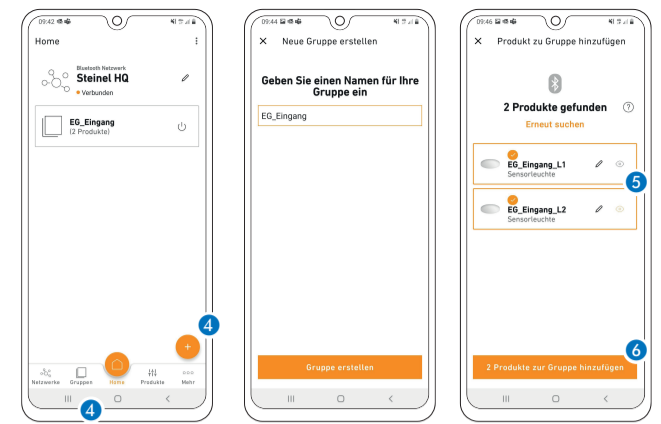 09:42
Home
Bluetooth Netzwerk
Steinel HQ
Verbunden
EG_Eingang
(2 Produkte)
4
+
Netzwerke Gruppen Home Produkte Mehr
4
09:44
Neue Gruppe erstellen
Geben Sie einen Namen für Ihre
Gruppe ein
EG_Eingang
Gruppe erstellen
09:46
Produkt zu Gruppe hinzufügen
2 Produkte gefunden ?
Erneut suchen
EG_Eingang_L1
Sensorleuchte
5
EG_Eingang_L2
Sensorleuchte
6
2 Produkte zur Gruppe hinzufügen